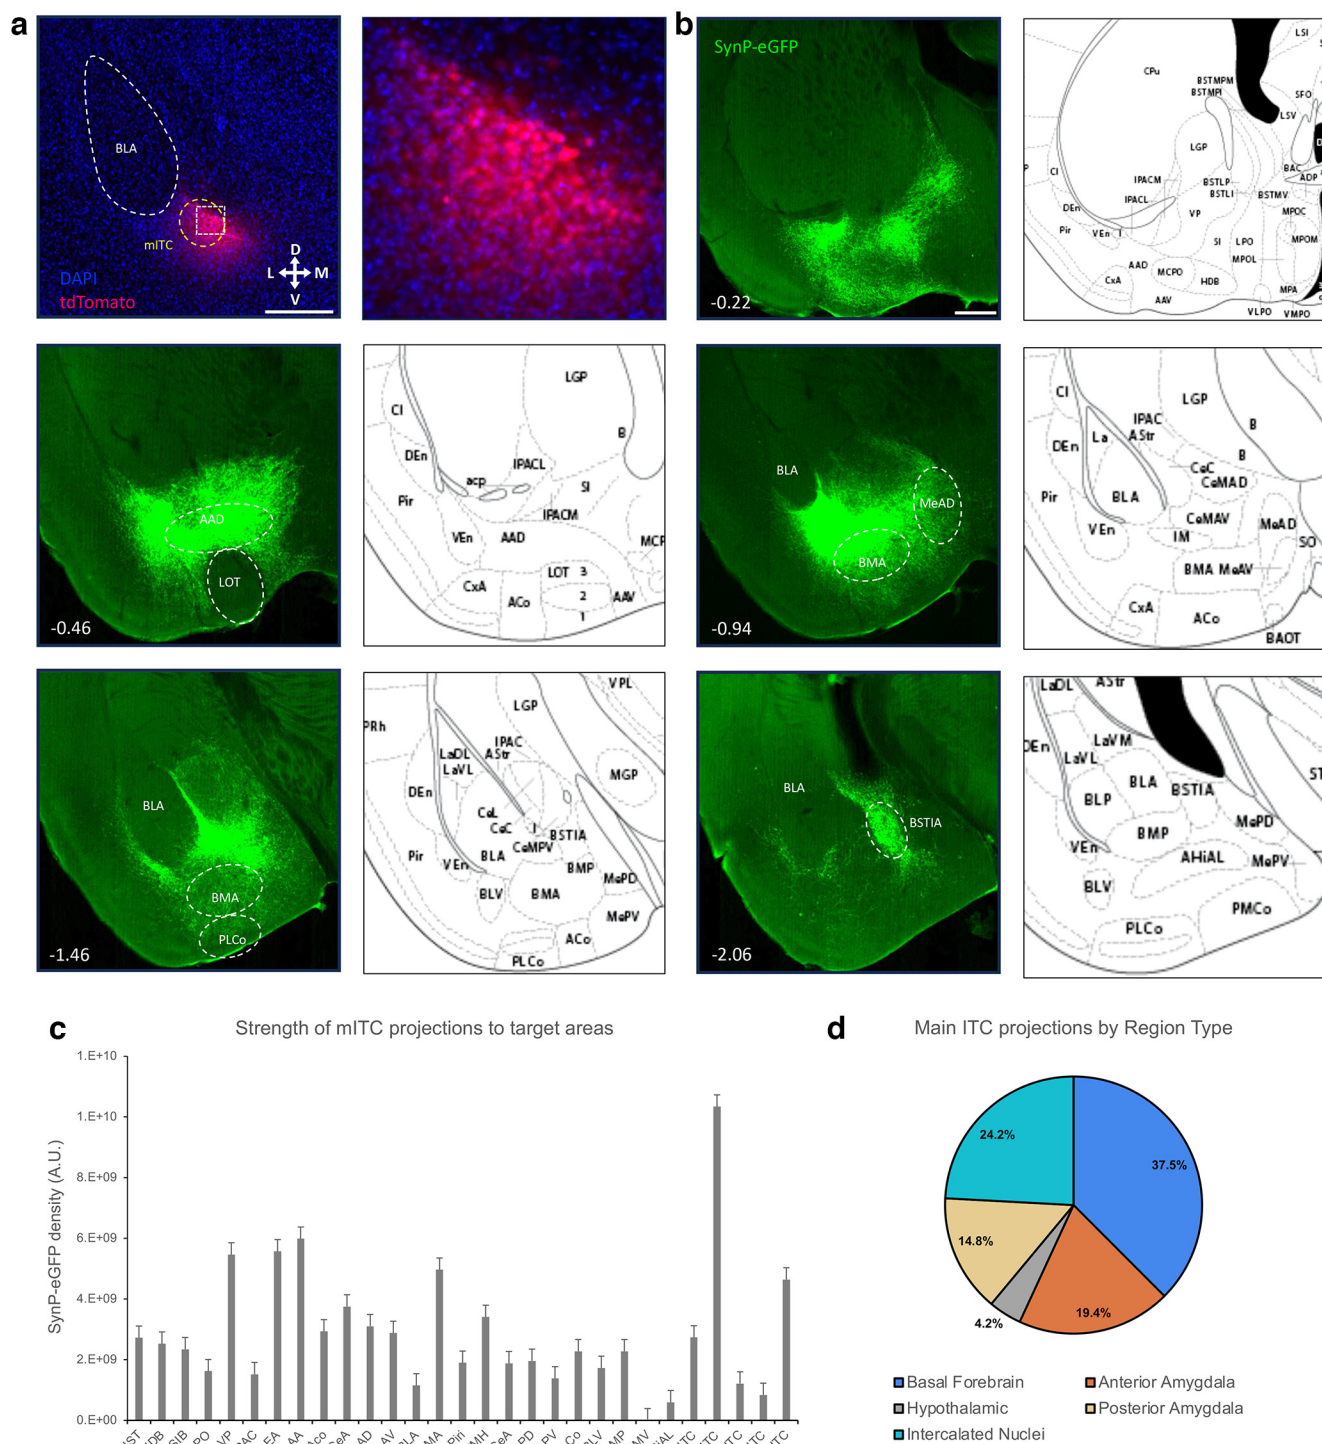 a
BLA
mITC
D
L M
V
DAPI
tdTomato
b
SynP-eGFP
-0.22
CPu
LSI
BSTMPM
BSTMPI
SFO
LSV
LGP
BAC
ADP
Cl
IPACM
BSTLP
BSTLI
BSTMV
IPACL
DEn
VP
MPOC
Pir
VEn
I
SI
LPO
MPOM
MPOL
AAD
MCPO
HDB
CxA
MPA
AAV
VLPO
VMPO
AAD
LOT
-0.46
LGP
Cl
B
DEn
IPACL
acp
SI
Pir
IPACM
VEn
AAD
MCP
LOT 3
CxA
ACo
2
AAV
1
BLA
MeAD
BMA
-0.94
Cl
LGP
IPAC
B
DEn
La
AStr
B
CeC
CeMAD
Pir
BLA
VEn
CeMAV
MeAD
IM
SO
BMA MeAV
CxA
ACo
BAOT
BLA
BMA
PLCo
-1.46
VPL
LGP
PRh
IPAC
LaDL
AStr
LaVL
MGP
DEn
CeL
CeC
I
BSTIA
CeMPV
Pir
VEn
BLA
BMP
MePD
BLV
BMA
MePV
ACo
PLCo
BLA
BSTIA
-2.06
LaDL
AStr
DEn
LaVM
LaVL
BLA
ST
BSTIA
BLP
BMP
MePD
VEn
AHiAL
MePV
BLV
PMCo
PLCo
c
Strength of mITC projections to target areas
SynP-eGFP density (A.U.)
1.E+10
1.E+10
8.E+09
6.E+09
4.E+09
2.E+09
0.E+00
d
Main ITC projections by Region Type
24.2%
37.5%
14.8%
4.2%
19.4%
Basal Forebrain
Anterior Amygdala
Hypothalamic
Posterior Amygdala
Intercalated Nuclei